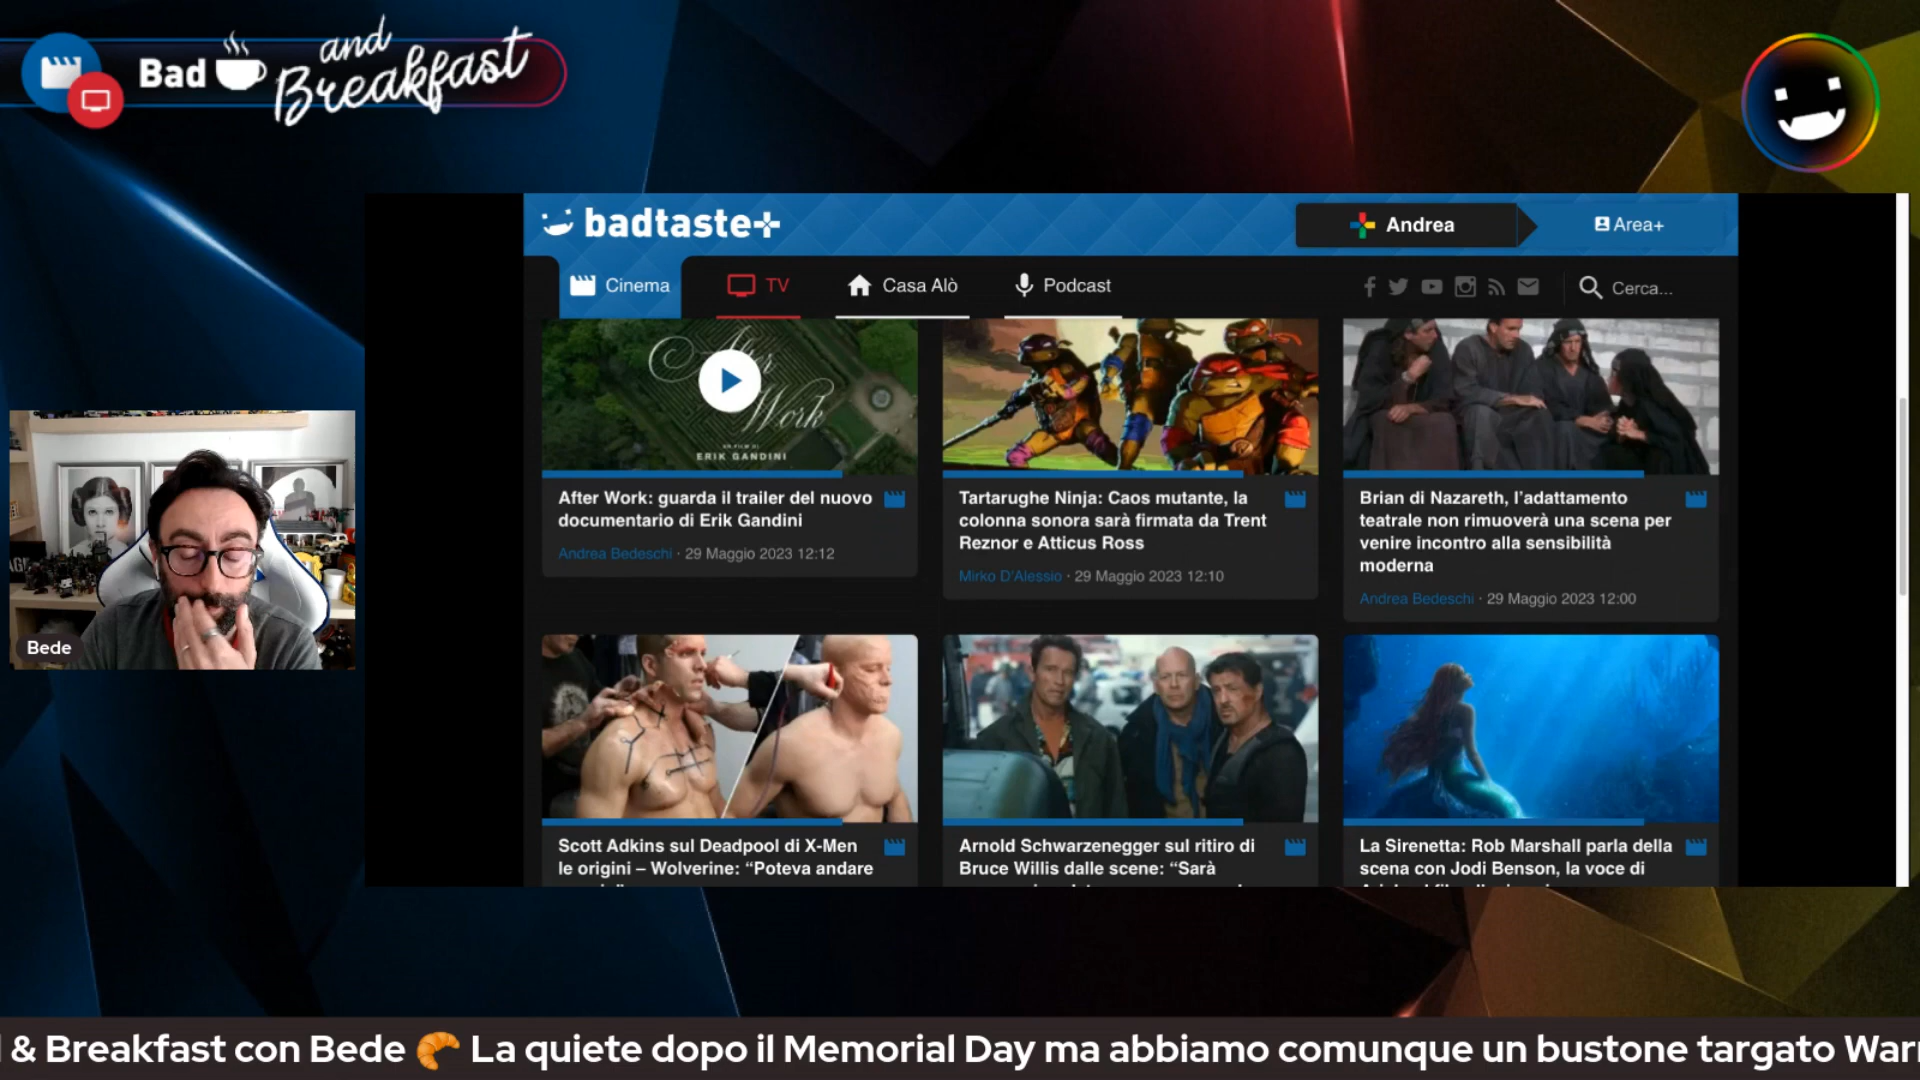 Bad and Breakfast
badtaste+
Andrea
Area+
Cinema
TV
Casa Alò
Podcast
Cerca...
After
Work
UN FILM DI
ERIK GANDINI
After Work: guarda il trailer del nuovo
documentario di Erik Gandini
Andrea Bedeschi · 29 Maggio 2023 12:12
Tartarughe Ninja: Caos mutante, la
colonna sonora sarà firmata da Trent
Reznor e Atticus Ross
Mirko D'Alessio · 29 Maggio 2023 12:10
Brian di Nazareth, l'adattamento
teatrale non rimuoverà una scena per
venire incontro alla sensibilità
moderna
Andrea Bedeschi · 29 Maggio 2023 12:00
Bede
Scott Adkins sul Deadpool di X-Men
le origini – Wolverine: “Poteva andare
Arnold Schwarzenegger sul ritiro di
Bruce Willis dalle scene: “Sarà
La Sirenetta: Rob Marshall parla della
scena con Jodi Benson, la voce di
& Breakfast con Bede 🥐 La quiete dopo il Memorial Day ma abbiamo comunque un bustone targato